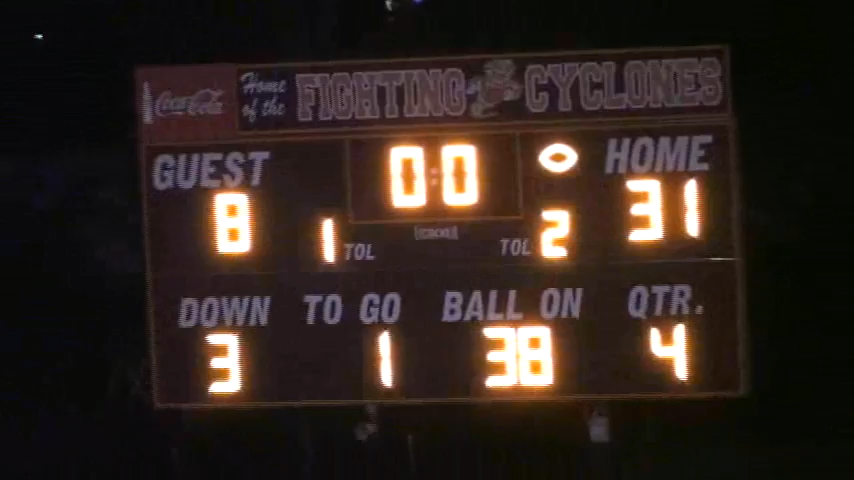 Coca-Cola Home of the FIGHTING CYCLONES
GUEST 0:0 HOME
8 1 TOL TOL 2 31
DOWN TO GO BALL ON QTR.
3 1 38 4